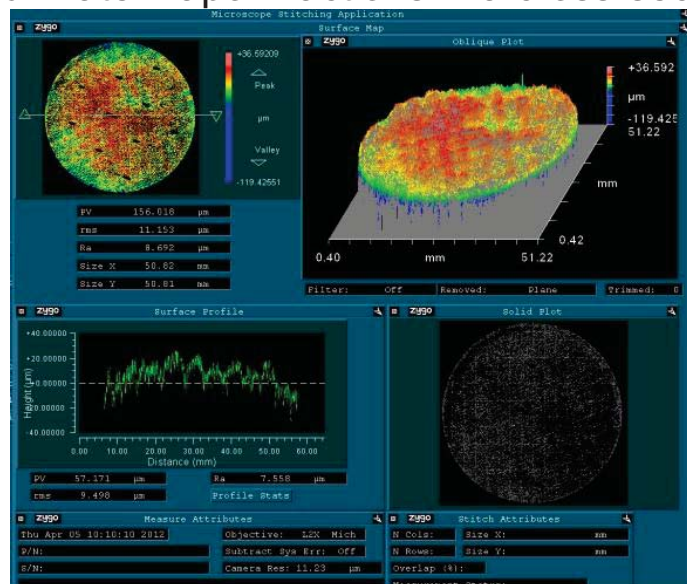 Microscope Stitching Application
Surface Map
zygo
+36.59209
Peak
µm
Valley
-119.42551
PV 156.018 µm
rms 11.153 µm
Ra 8.692 µm
Size X 50.82 mm
Size Y 50.81 mm
zygo Oblique Plot
+36.592
µm
-119.425
51.22
mm
0.42
0.40 mm 51.22
Filter: Off Removed: Plane Trimmed:
zygo Surface Profile
+40.00000
+20.00000
+0.00000
-20.00000
-40.00000
Height (µm)
0.00 10.00 20.00 30.00 40.00 50.00 60.00
Distance (mm)
PV 57.171 µm Ra 7.558 µm
rms 9.498 µm Profile Stats
zygo Solid Plot
zygo Measure Attributes
Thu Apr 05 10:10:10 2012 Objective: L2X Mich
P/N: Subtract Sys Err: Off
S/N: Camera Res: 11.23 µm
zygo Stitch Attributes
N Cols: Size X: mm
N Rows: Size Y: mm
Overlap (%):